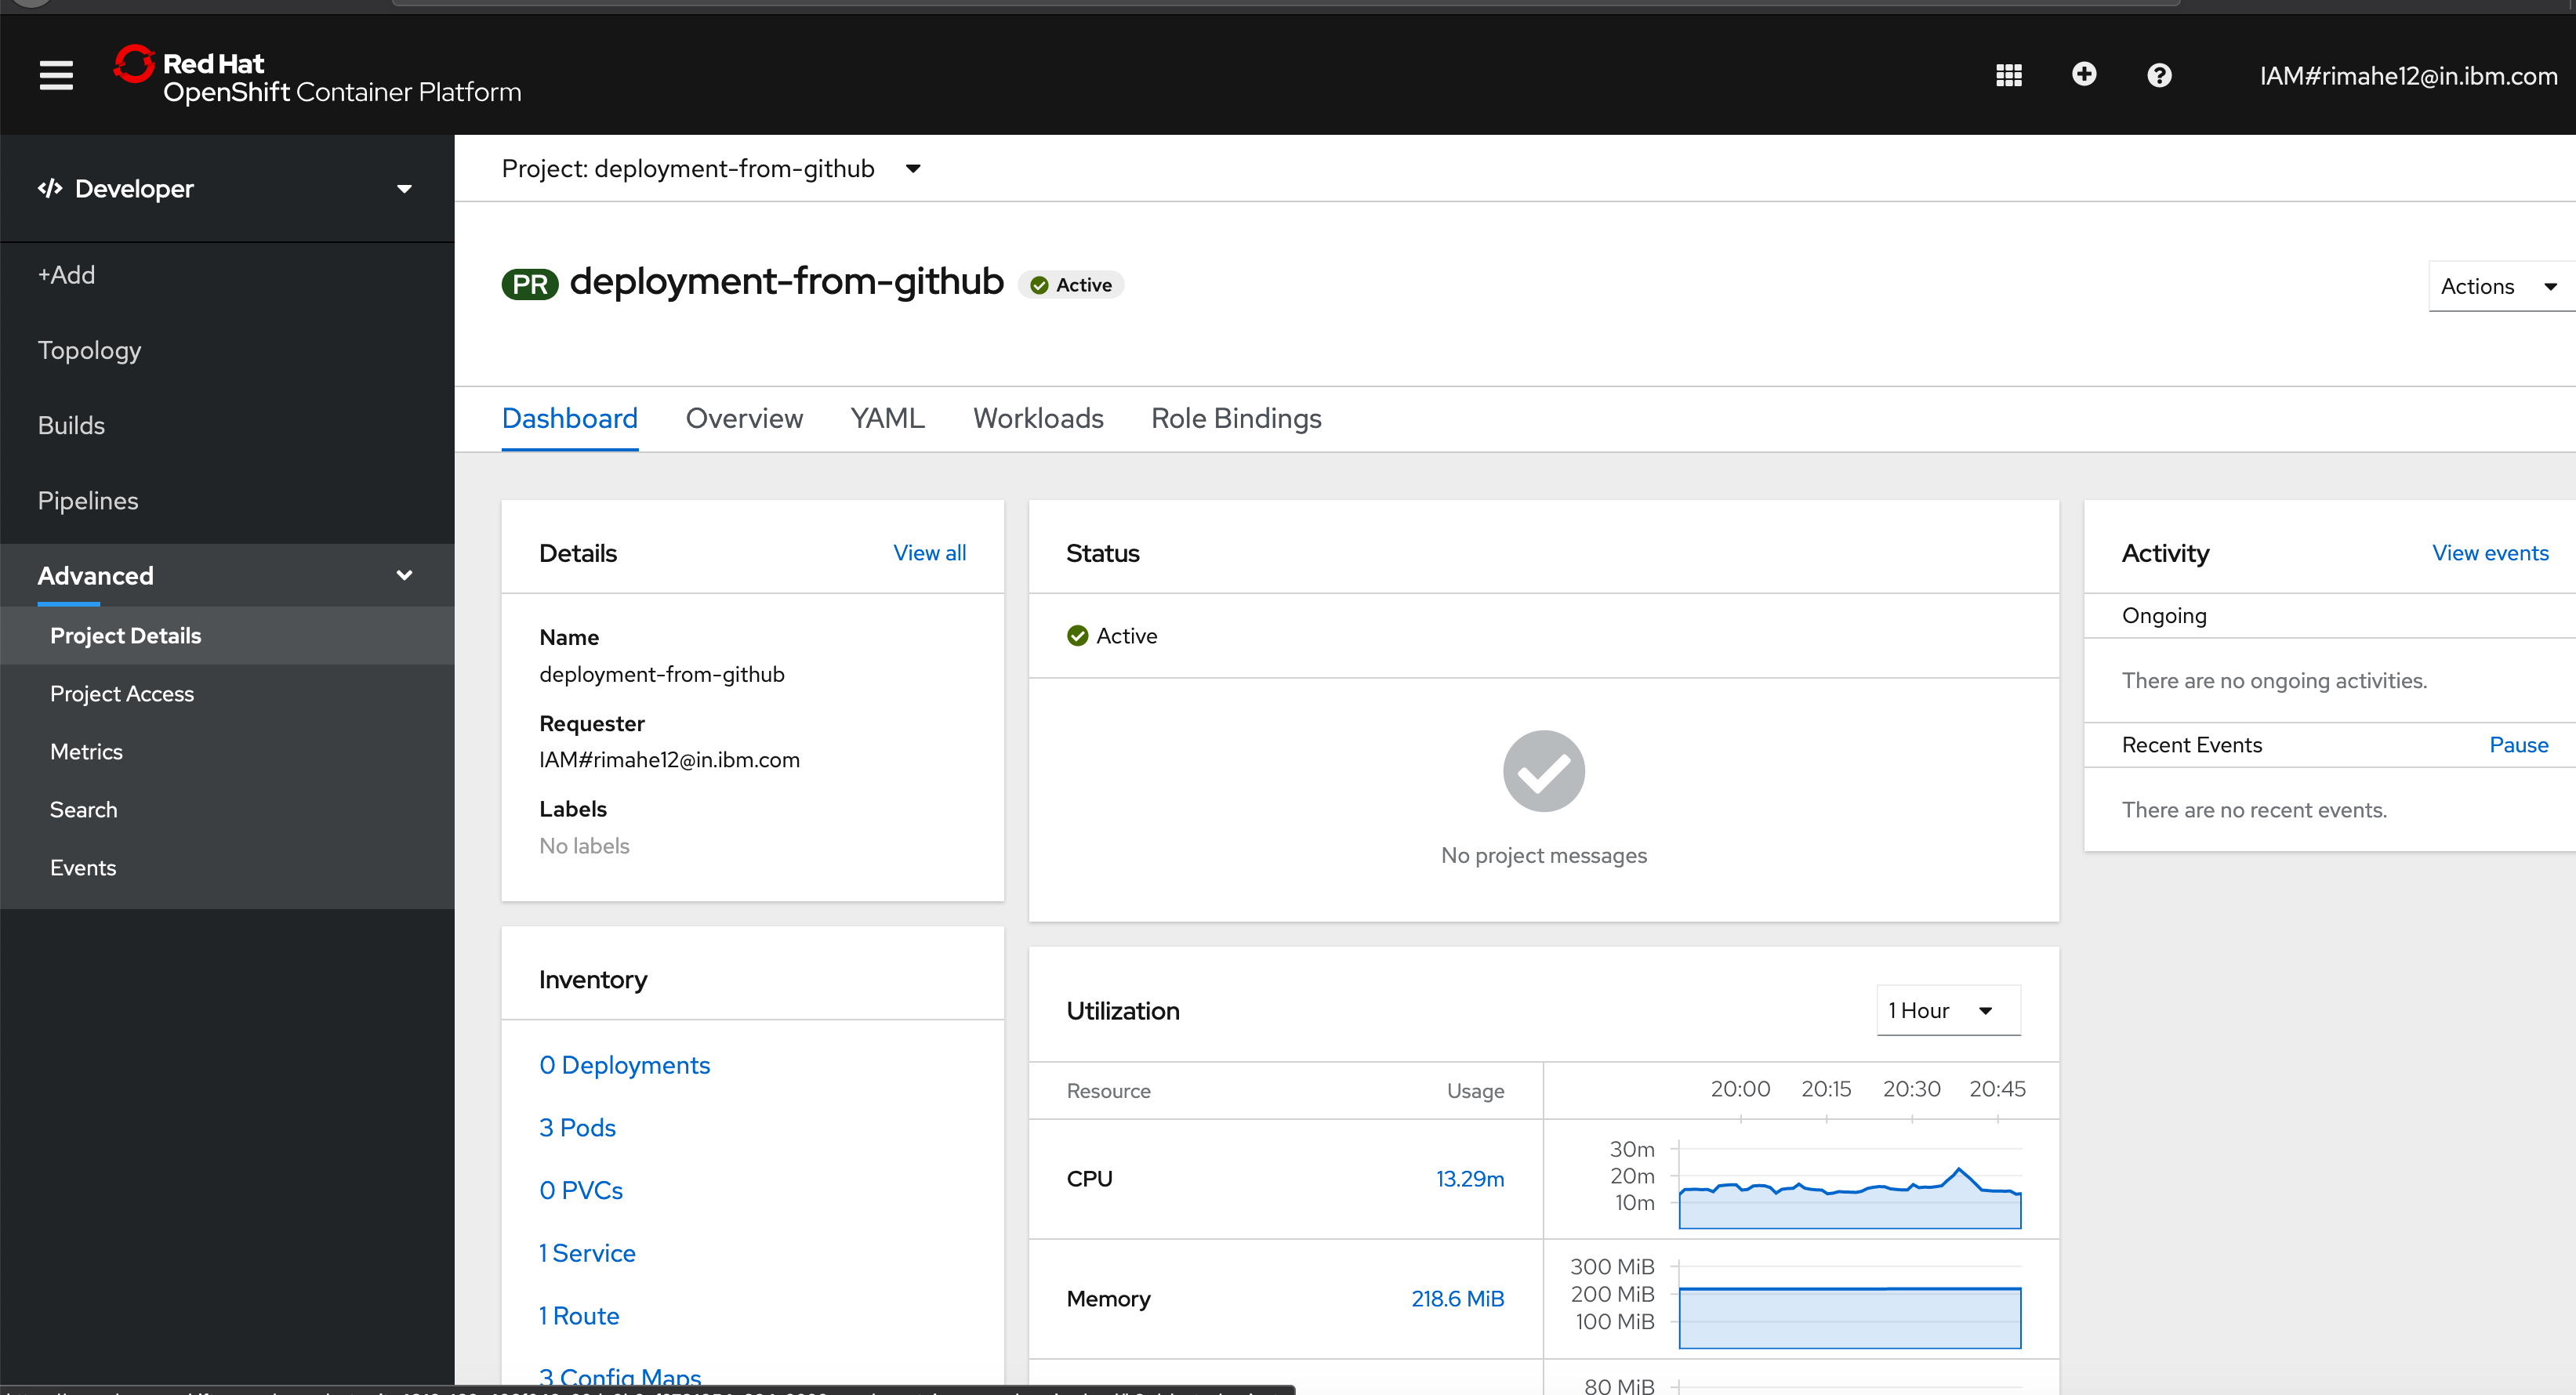 Red Hat
OpenShift Container Platform
IAM#rimahe12@in.ibm.com
Developer
+Add
Topology
Builds
Pipelines
Advanced
Project Details
Project Access
Metrics
Search
Events
Project: deployment-from-github
PR deployment-from-github Active
Actions
Dashboard Overview YAML Workloads Role Bindings
Details View all
Name
deployment-from-github
Requester
IAM#rimahe12@in.ibm.com
Labels
No labels
Inventory
0 Deployments
3 Pods
0 PVCs
1 Service
1 Route
3 Config Maps
Status
Active
No project messages
Utilization 1 Hour
Resource Usage 20:00 20:15 20:30 20:45
CPU 13.29m
30m
20m
10m
Memory 218.6 MiB
300 MiB
200 MiB
100 MiB
80 MiB
Activity View events
Ongoing
There are no ongoing activities.
Recent Events Pause
There are no recent events.